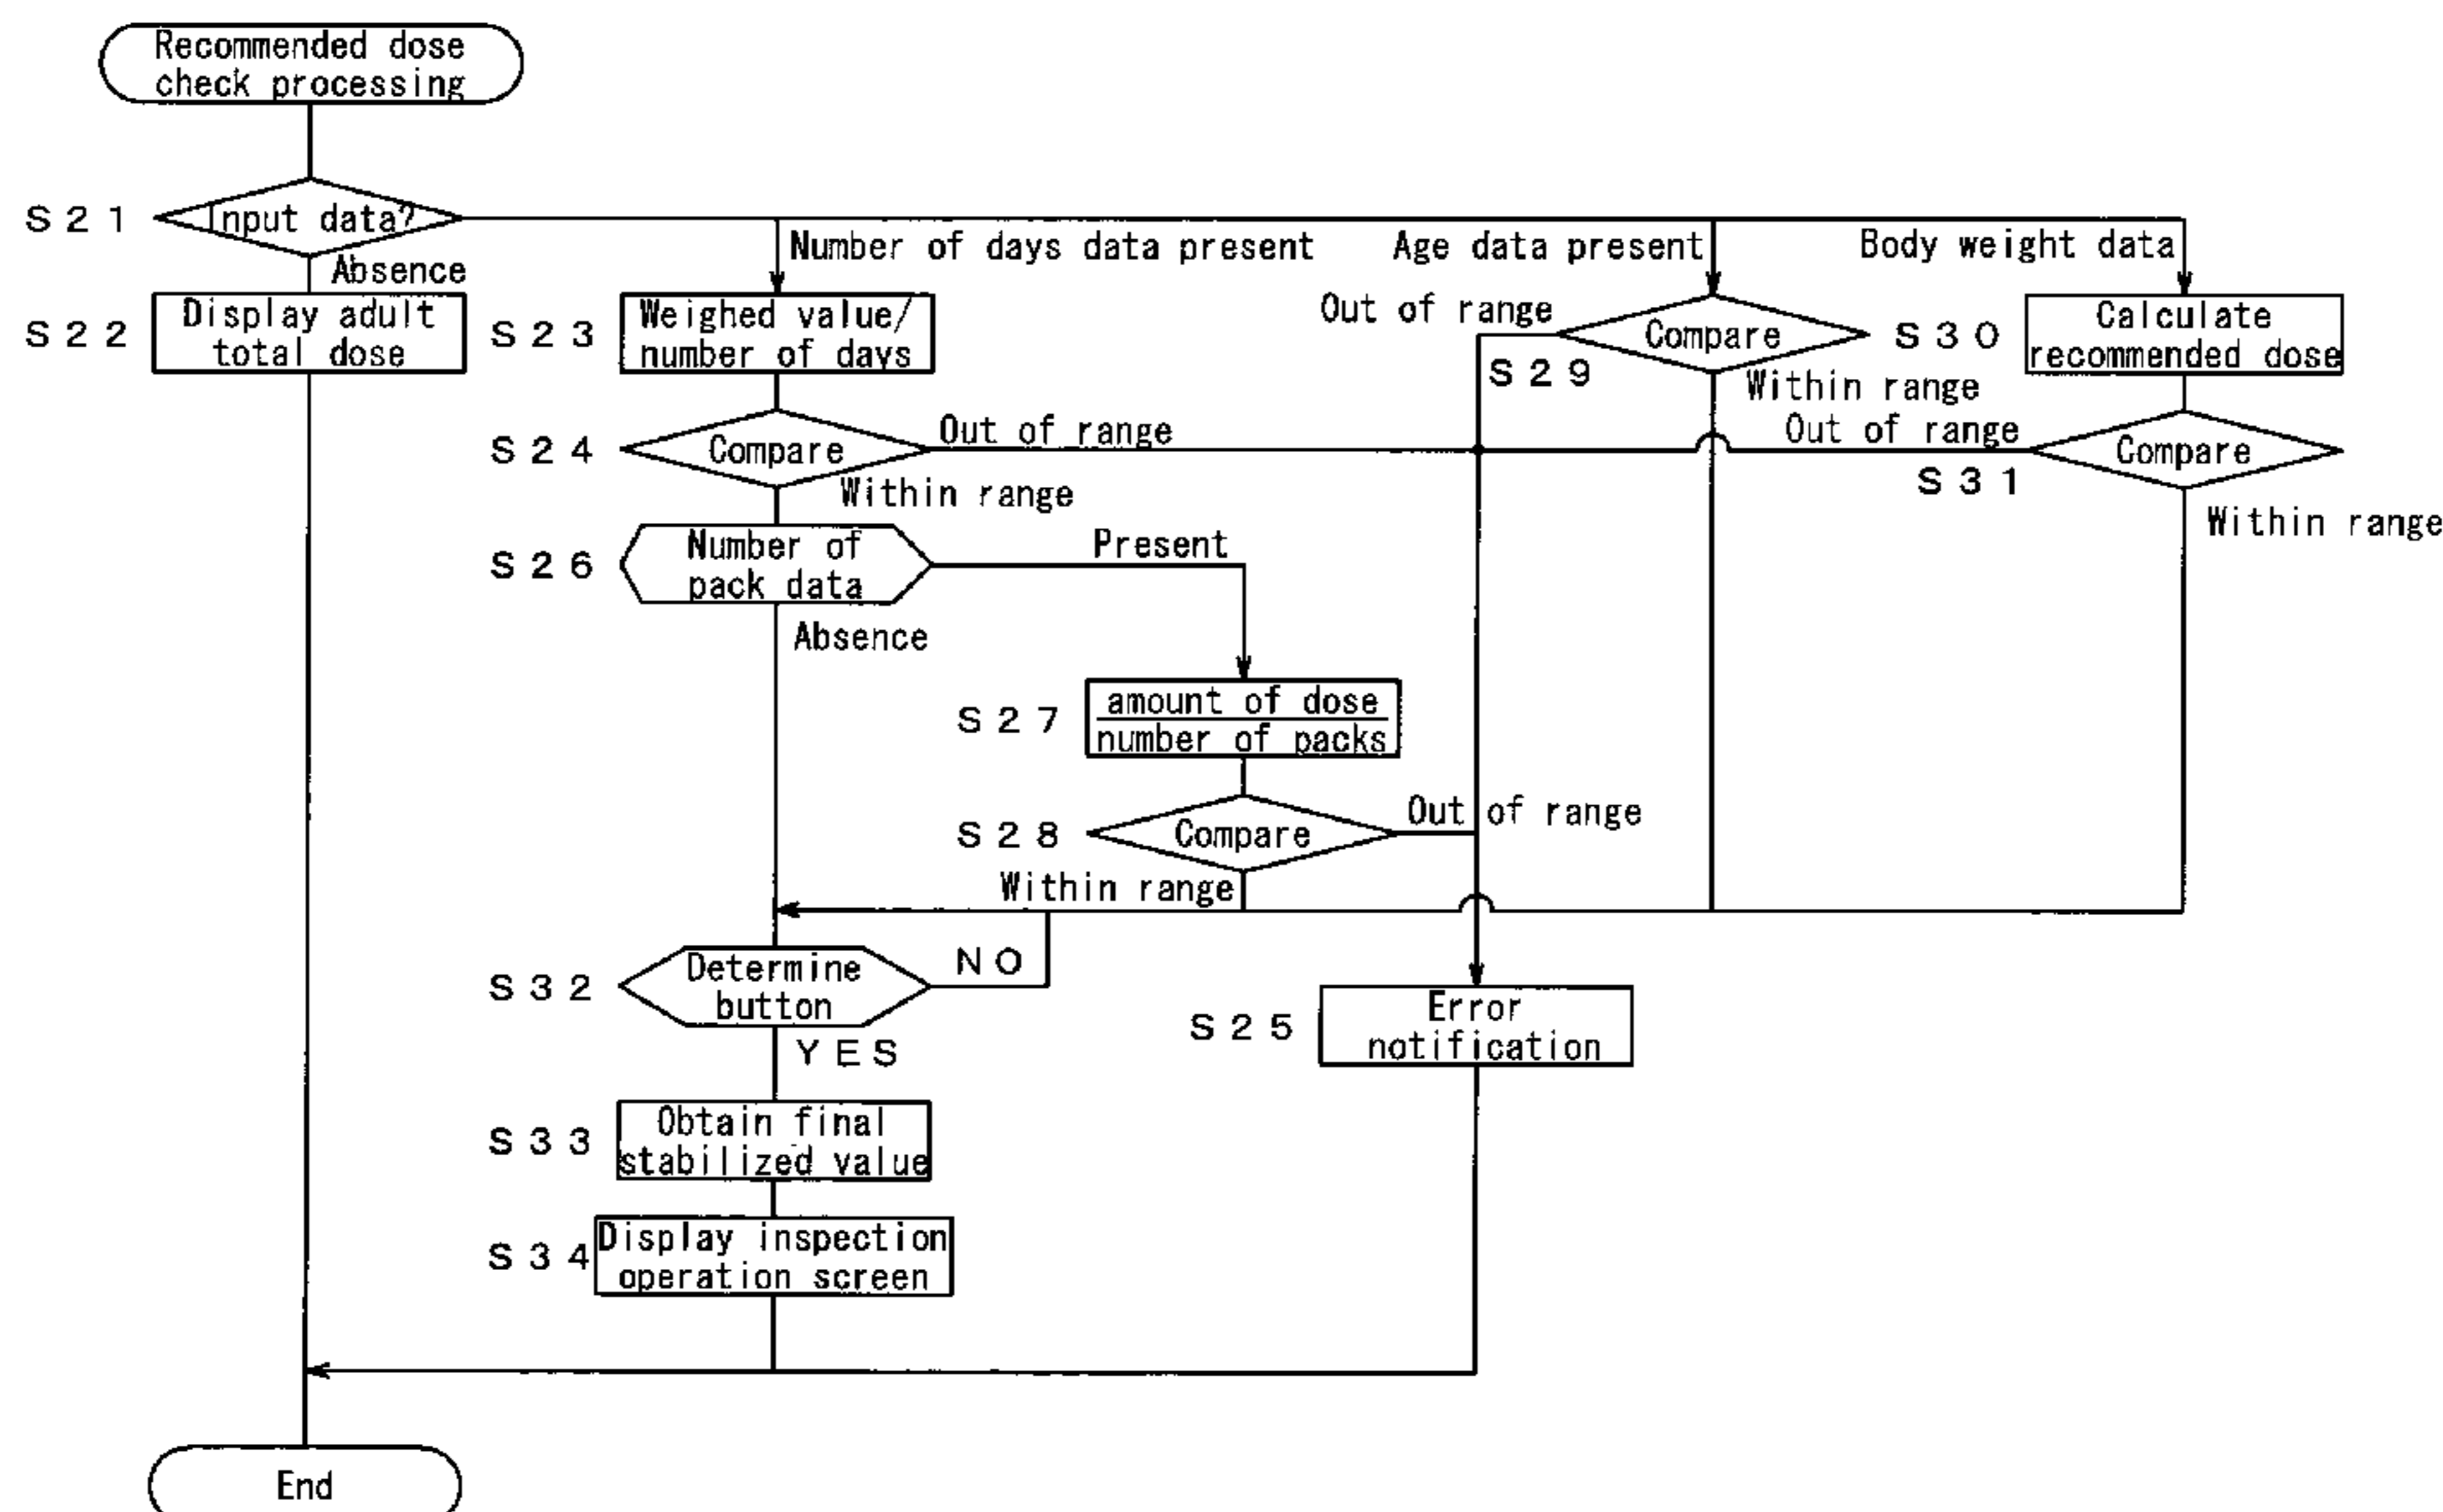 Recommended dose
check processing
S21
Input data?
Absence
Number of days data present
Age data present
Body weight data
S22
Display adult
total dose
S23
Weighed value/
number of days
Out of range
Compare
S29
Within range
S30
Calculate
recommended dose
S24
Compare
Out of range
Within range
Out of range
Compare
S31
Within range
S26
Number of
pack data
Present
Absence
S27
amount of dose
number of packs
S28
Compare
Out of range
Within range
S32
Determine
button
NO
YES
S25
Error
notification
S33
Obtain final
stabilized value
S34
Display inspection
operation screen
End